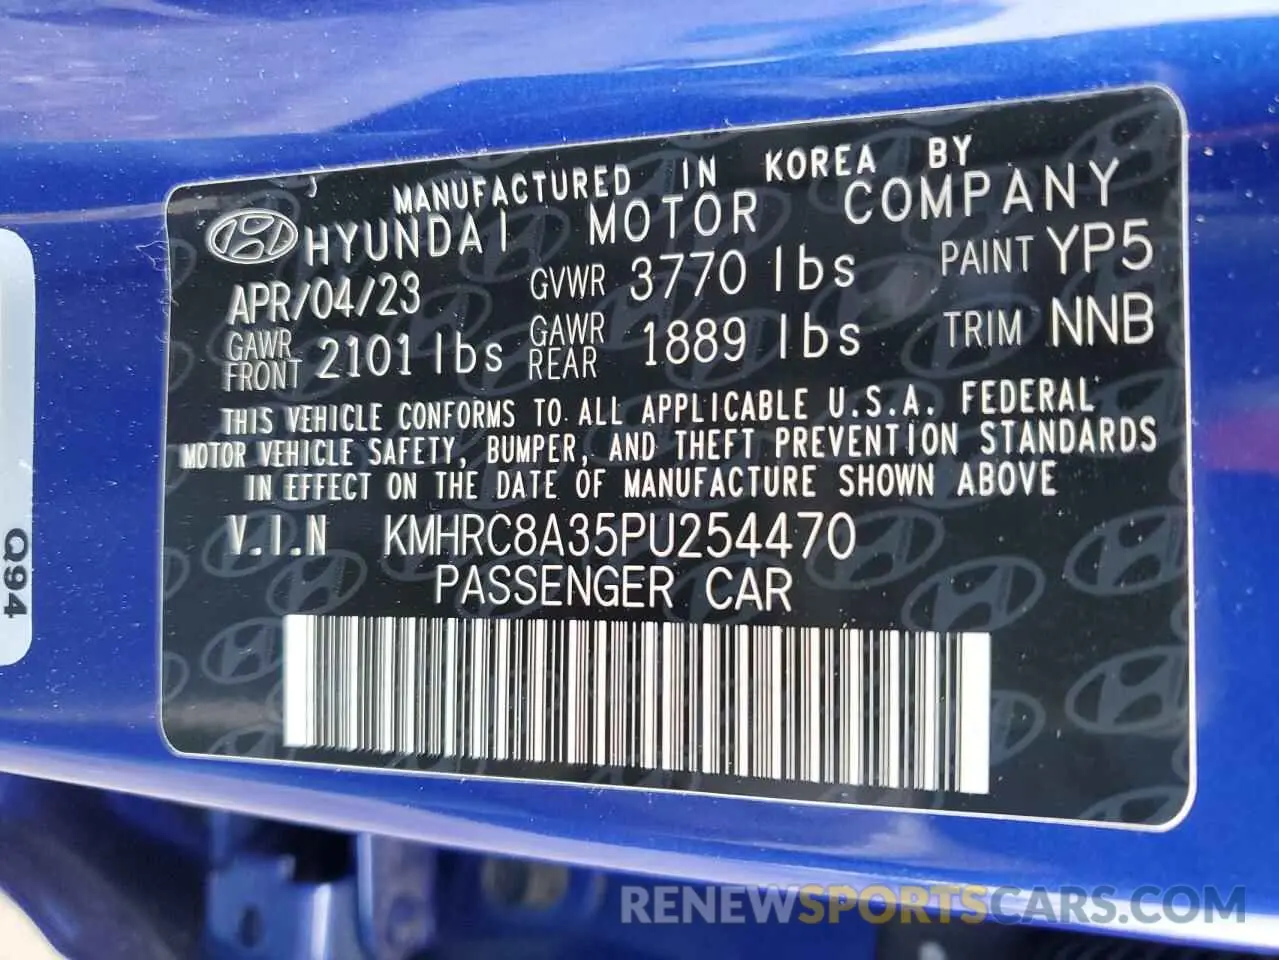 MANUFACTURED IN KOREA BY
HYUNDAI MOTOR COMPANY
APR/04/23 GVWR 3770 lbs PAINT YP5
GAWR FRONT 2101 lbs GAWR REAR 1889 lbs TRIM NNB
THIS VEHICLE CONFORMS TO ALL APPLICABLE U.S.A. FEDERAL
MOTOR VEHICLE SAFETY, BUMPER, AND THEFT PREVENTION STANDARDS
IN EFFECT ON THE DATE OF MANUFACTURE SHOWN ABOVE
V.I.N KMHRC8A35PU254470
PASSENGER CAR
Q94
RENEWSPORTSCARS.COM